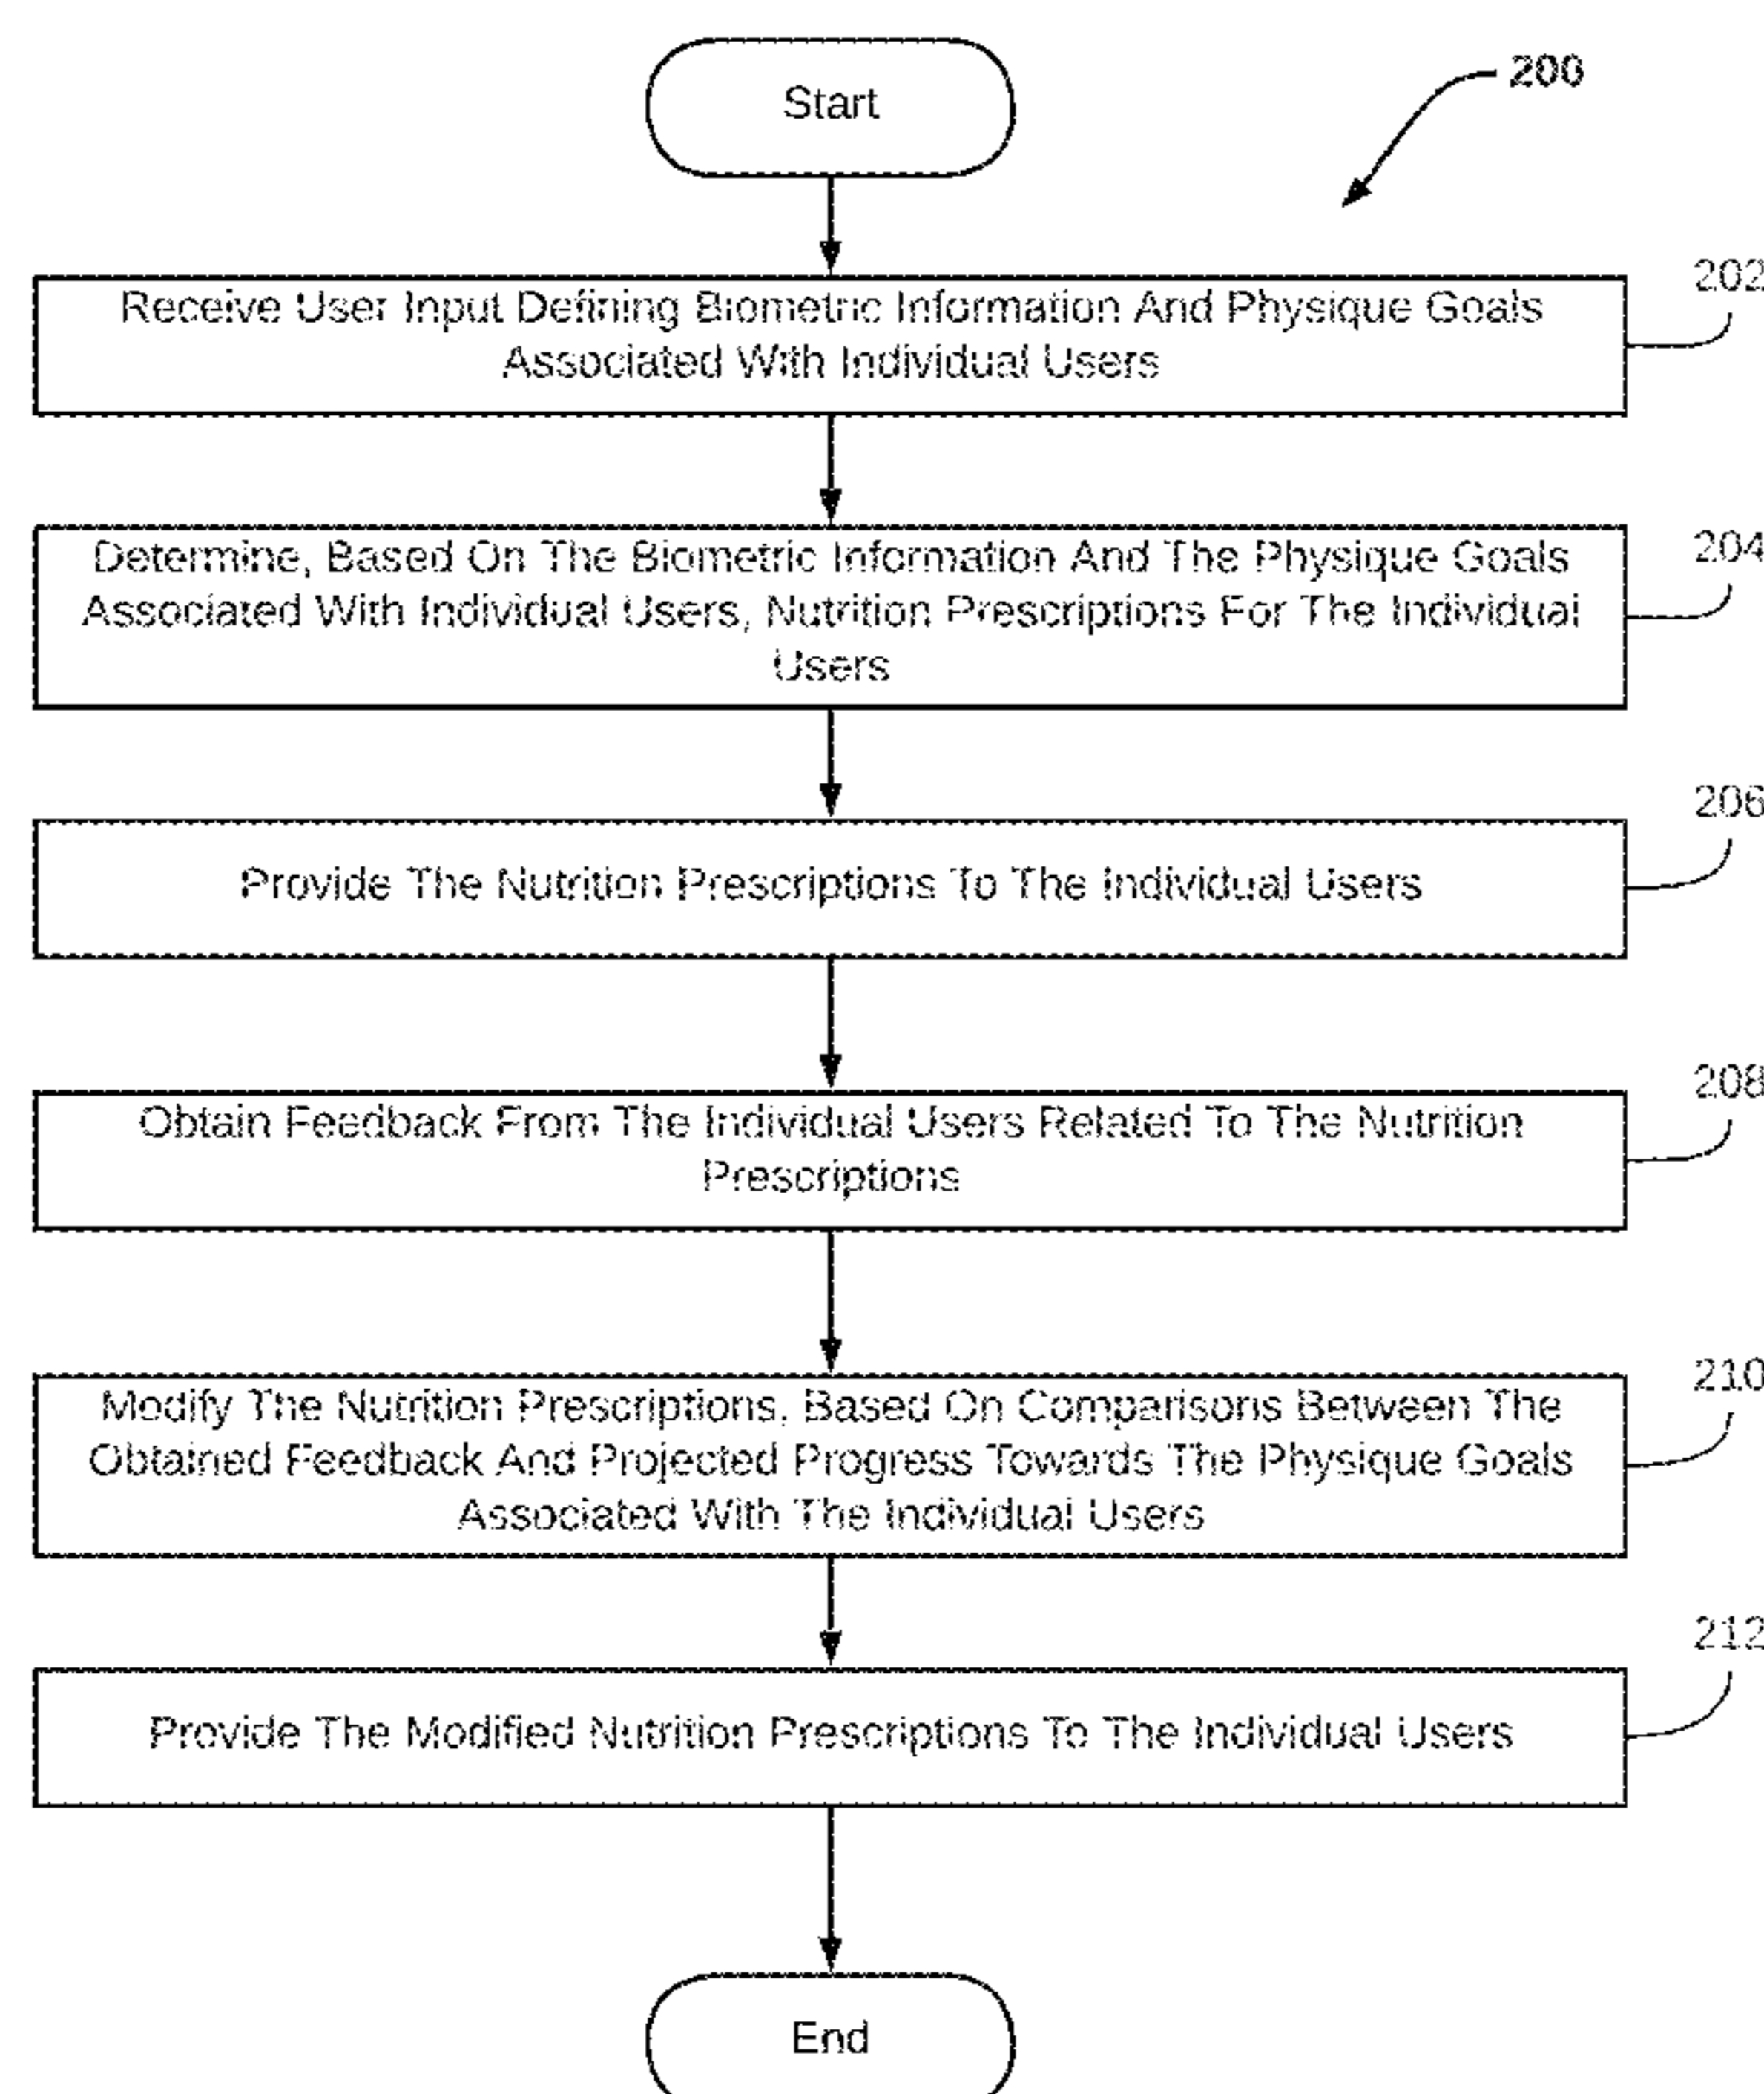 Start
200
Receive User Input Defining Biometric Information And Physique Goals
Associated With Individual Users
202
Determine, Based On The Biometric Information And The Physique Goals
Associated With Individual Users, Nutrition Prescriptions For The Individual
Users
204
Provide The Nutrition Prescriptions To The Individual Users
206
Obtain Feedback From The Individual Users Related To The Nutrition
Prescriptions
208
Modify The Nutrition Prescriptions, Based On Comparisons Between The
Obtained Feedback And Projected Progress Towards The Physique Goals
Associated With The Individual Users
210
Provide The Modified Nutrition Prescriptions To The Individual Users
212
End